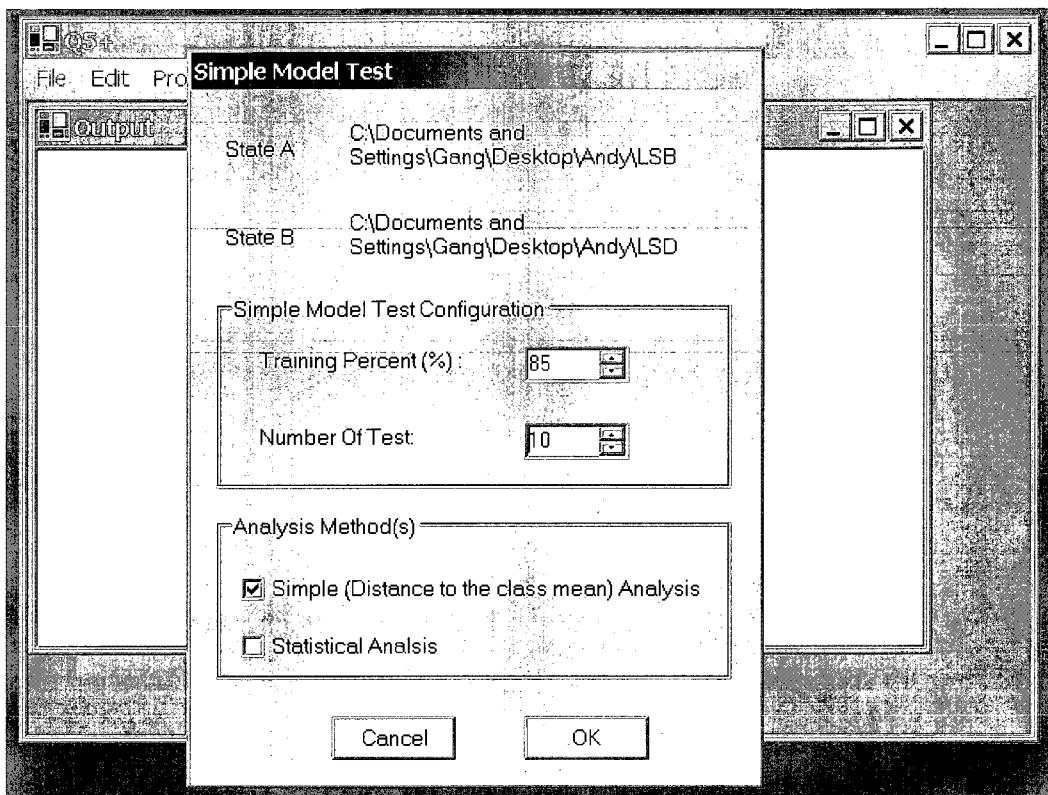 Q5+
File Edit Pro
Simple Model Test
Output
State A
C:\Documents and
Settings\Gang\Desktop\Andy\LSB
State B
C:\Documents and
Settings\Gang\Desktop\Andy\LSD
Simple Model Test Configuration
Training Percent (%) :
85
Number Of Test:
10
Analysis Method(s)
Simple (Distance to the class mean) Analysis
Statistical Analsis
Cancel OK